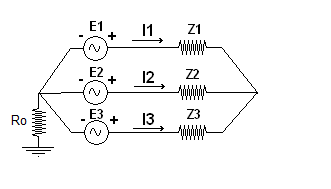 E1 I1 Z1
- +
E2 I2 Z2
- +
E3 I3 Z3
- +
Ro